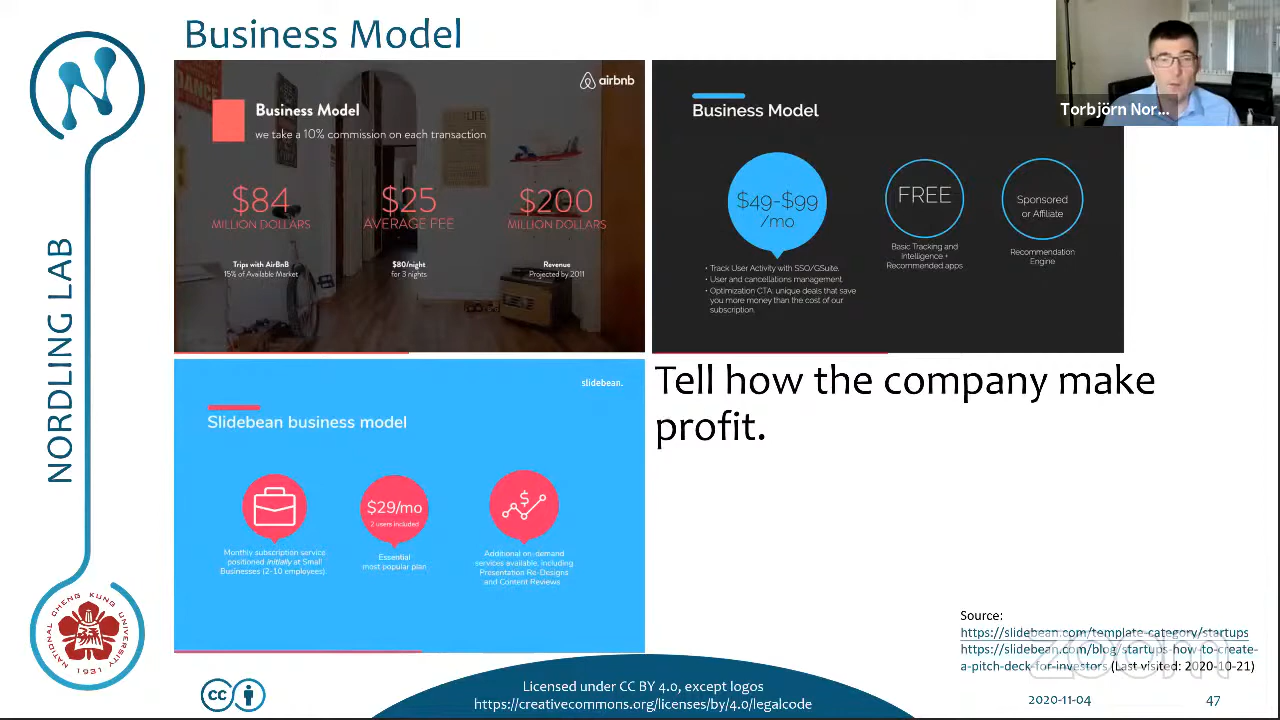 Business Model
NORDLING LAB
airbnb
Business Model
we take a 10% commission on each transaction
$84
MILLION DOLLARS
Trips with AirBnB
15% of Available Market
$25
AVERAGE FEE
$80/night
for 3 nights
$200
MILLION DOLLARS
Revenue
Projected by 2011
DANCE
LIFE
Business Model
$49-$99
/mo
• Track User Activity with SSO/GSuite.
• User and cancellations management.
• Optimization CTA: unique deals that save
you more money than the cost of our
subscription.
FREE
Basic Tracking and
Intelligence +
Recommended apps
Sponsored
or Affiliate
Recommendation
Engine
Torbjörn Nor...
slidebean.
Slidebean business model
Monthly subscription service
positioned initially at Small
Businesses (2-10 employees)
$29/mo
2 users included
Essential
most popular plan
Additional on-demand
services available, including
Presentation Re-Designs
and Content Reviews
Tell how the company make
profit.
Source:
https://slidebean.com/template-category/startups
https://slidebean.com/blog/startups-how-to-create-
a-pitch-deck-for-investors (Last visited: 2020-10-21)
zoom
NATIONAL CHENG KUNG UNIVERSITY
1931
cc
Licensed under CC BY 4.0, except logos
https://creativecommons.org/licenses/by/4.0/legalcode
2020-11-04
47